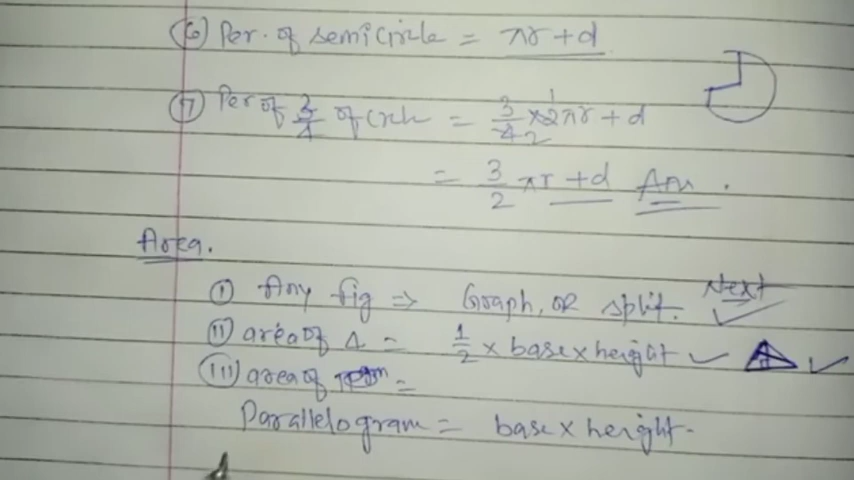 (6) Per. of semicircle = πr + d
(7) Per of 3/4 of circle = 3/4 × 2πr + d
= 3/2 πr + d Ans.
Area.
(i) Any fig ⇒ Graph, OR split. Next
(ii) area of Δ = 1/2 × base × height
(iii) area of =
Parallelogram = base × height.